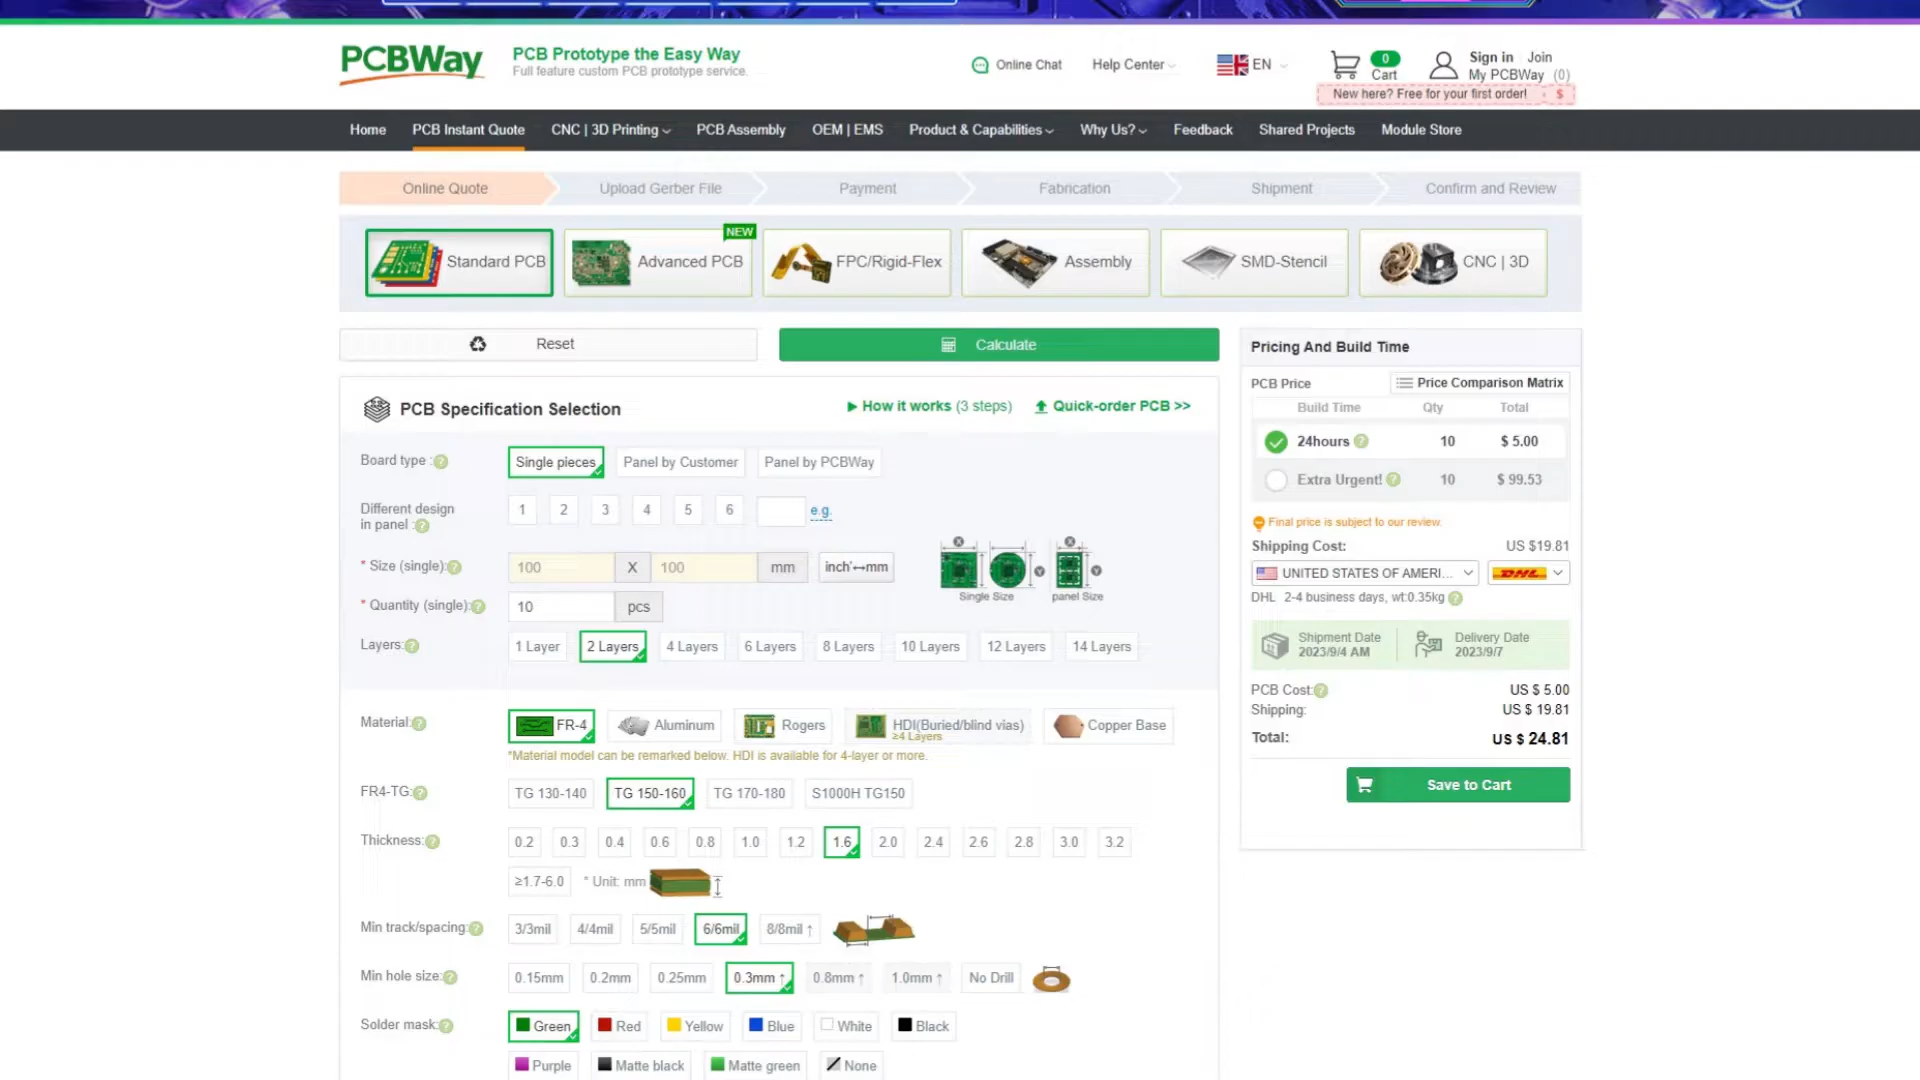 PCBWay
PCB Prototype the Easy Way
Full feature custom PCB prototype service.
Online Chat
Help Center
EN
0
Cart
Sign in Join
My PCBWay (0)
New here? Free for your first order! $
Home PCB Instant Quote CNC | 3D Printing PCB Assembly OEM | EMS Product & Capabilities Why Us? Feedback Shared Projects Module Store
Online Quote Upload Gerber File Payment Fabrication Shipment Confirm and Review
NEW
Standard PCB Advanced PCB FPC/Rigid-Flex Assembly SMD-Stencil CNC | 3D
Reset Calculate
PCB Specification Selection How it works (3 steps) Quick-order PCB >>
Board type :? Single pieces Panel by Customer Panel by PCBWay
Different design
in panel :? 1 2 3 4 5 6 e.g.
* Size (single):? 100 X 100 mm inch'↔mm
X X
Y Y
Single Size panel Size
* Quantity (single):? 10 pcs
Layers:? 1 Layer 2 Layers 4 Layers 6 Layers 8 Layers 10 Layers 12 Layers 14 Layers
Material:? FR-4 Aluminum Rogers HDI(Buried/blind vias) Copper Base
≥4 Layers
*Material model can be remarked below. HDI is available for 4-layer or more.
FR4-TG:? TG 130-140 TG 150-160 TG 170-180 S1000H TG150
Thickness:? 0.2 0.3 0.4 0.6 0.8 1.0 1.2 1.6 2.0 2.4 2.6 2.8 3.0 3.2
≥1.7-6.0 * Unit: mm
Min track/spacing:? 3/3mil 4/4mil 5/5mil 6/6mil 8/8mil ↑
Min hole size:? 0.15mm 0.2mm 0.25mm 0.3mm ↑ 0.8mm ↑ 1.0mm ↑ No Drill
Solder mask:? Green Red Yellow Blue White Black
Purple Matte black Matte green None
Pricing And Build Time
PCB Price Price Comparison Matrix
Build Time Qty Total
24hours ? 10 $ 5.00
Extra Urgent! ? 10 $ 99.53
Final price is subject to our review.
Shipping Cost: US $19.81
UNITED STATES OF AMERI... DHL
DHL 2-4 business days, wt:0.35kg ?
Shipment Date Delivery Date
2023/9/4 AM 2023/9/7
PCB Cost:? US $ 5.00
Shipping: US $ 19.81
Total: US $ 24.81
Save to Cart